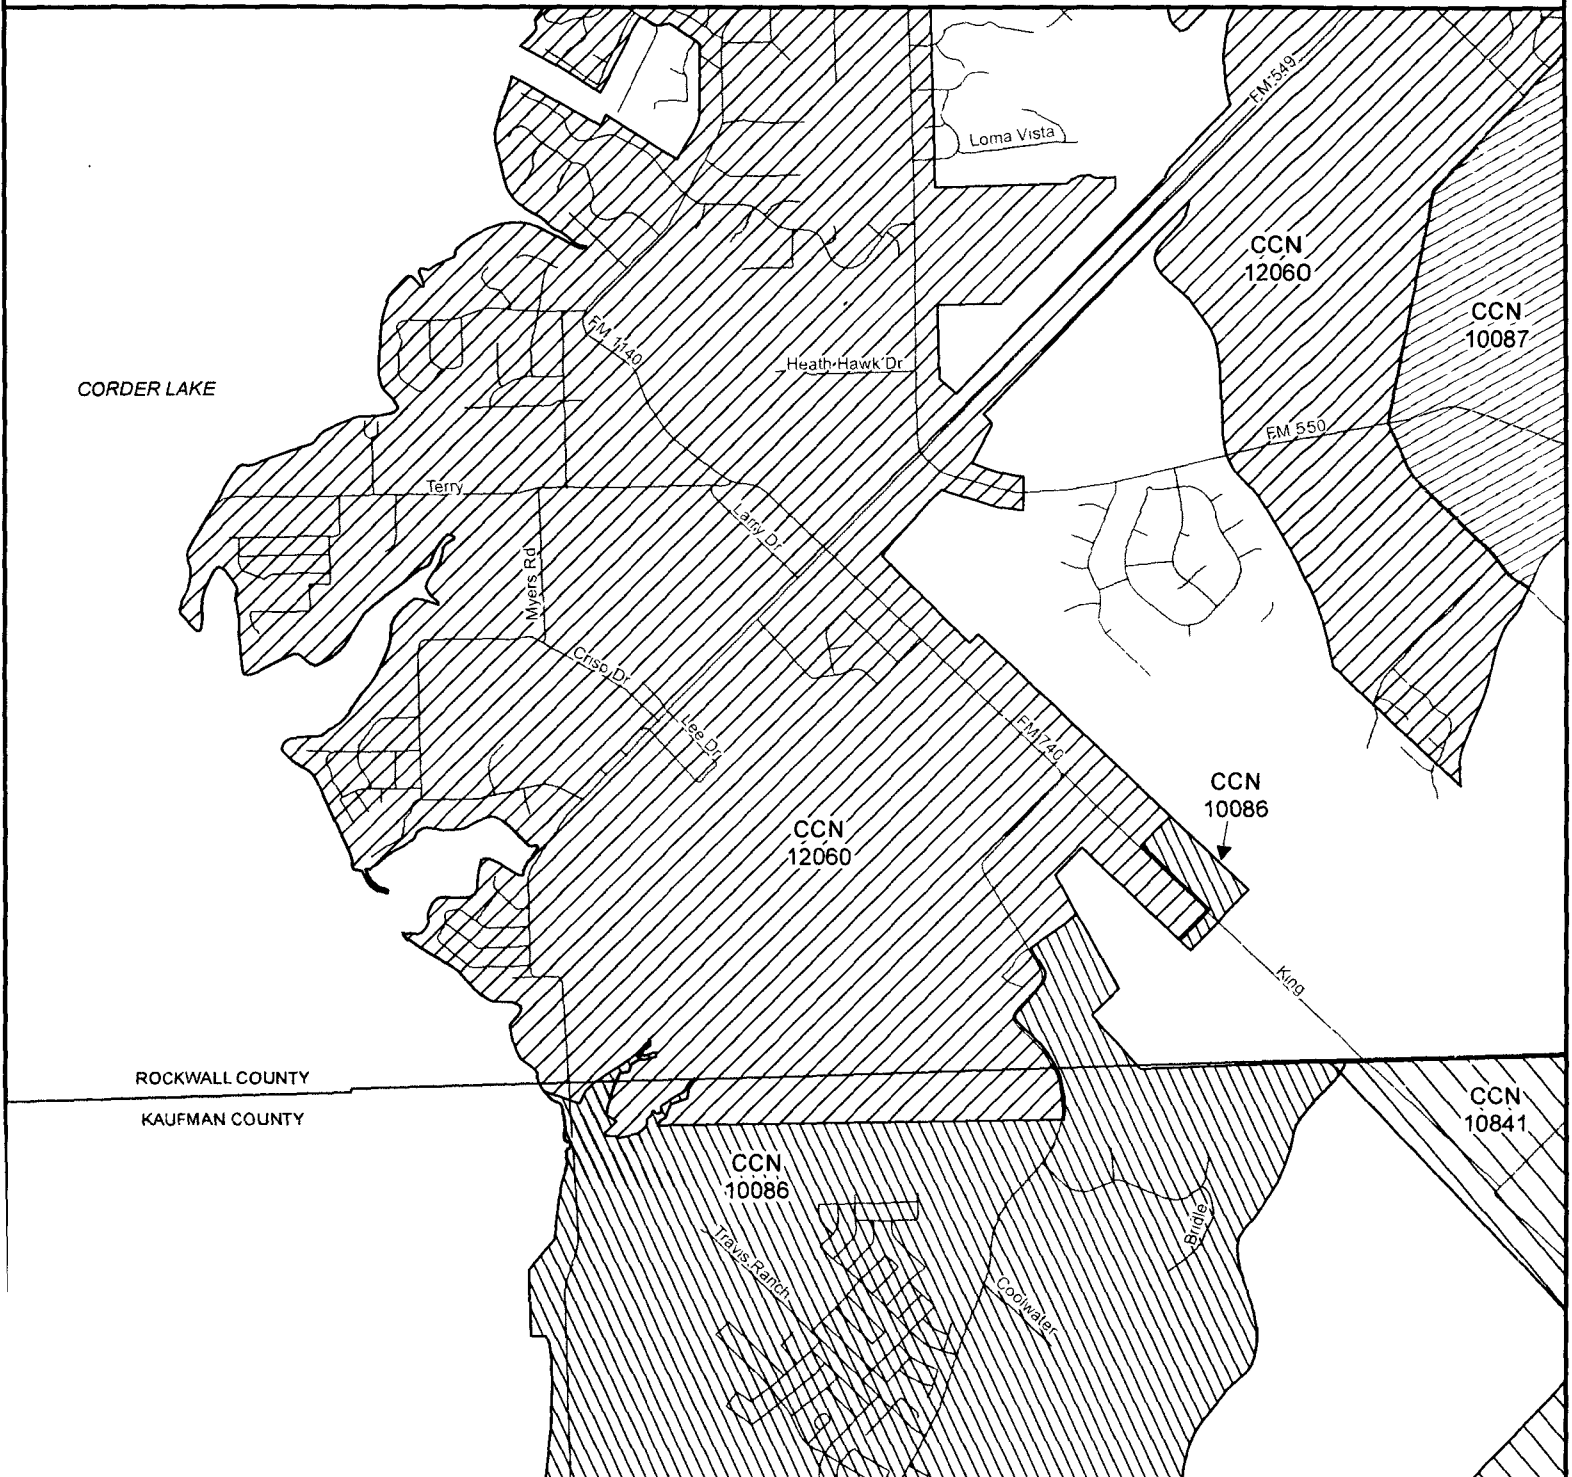 FM 549
Loma Vista
CCN
12060
CCN
10087
FM 1140
Heath Hawk Dr
CORDER LAKE
FM 550
Terry
Larry Dr
Myers Rd
Crisp Dr
Lee Dr
FM 740
CCN
10086
CCN
12060
King
ROCKWALL COUNTY
KAUFMAN COUNTY
CCN
10841
CCN
10086
Bridle
Travis Ranch
Coolwater